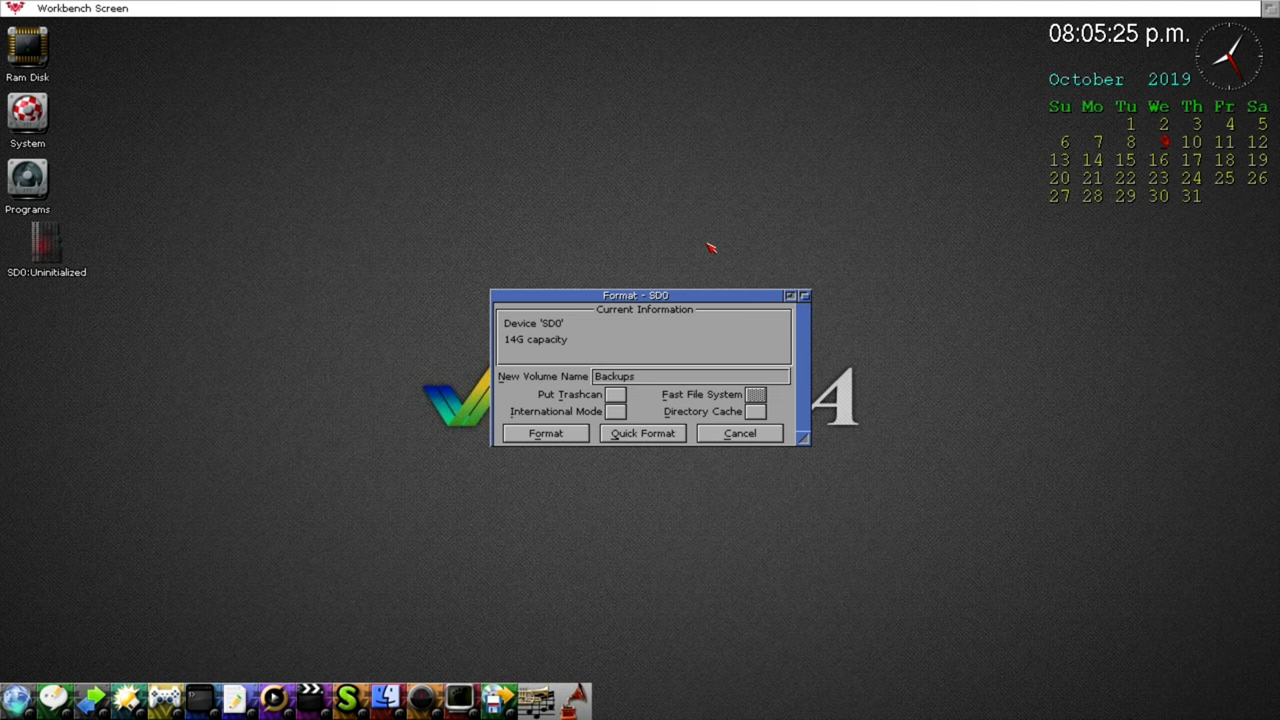 Workbench Screen
08:05:25 p.m.
October 2019
Su Mo Tu We Th Fr Sa
1 2 3 4 5
6 7 8 9 10 11 12
13 14 15 16 17 18 19
20 21 22 23 24 25 26
27 28 29 30 31
Ram Disk
System
Programs
SD0:Uninitialized
Format - SD0
Current Information
Device 'SD0'
14G capacity
New Volume Name Backups
Put Trashcan Fast File System
International Mode Directory Cache
Format Quick Format Cancel
A